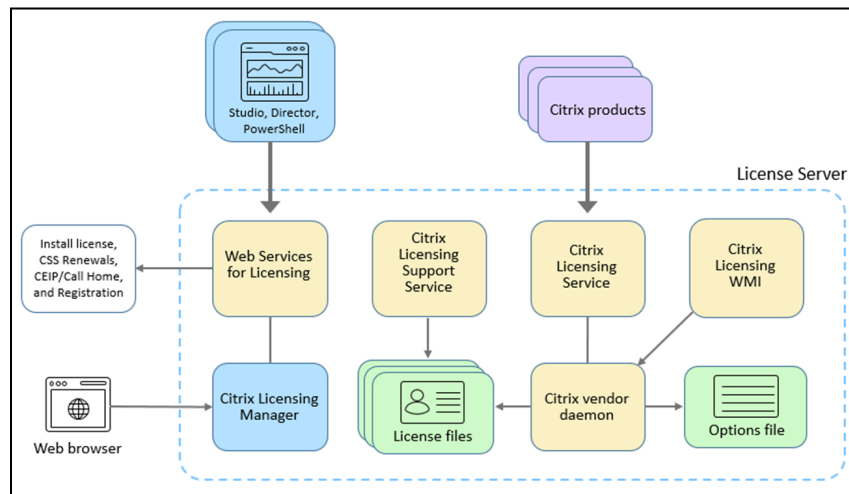 Studio, Director,
PowerShell
Citrix products
License Server
Install license,
CSS Renewals,
CEIP/Call Home,
and Registration
Web Services
for Licensing
Citrix
Licensing
Support
Service
Citrix
Licensing
Service
Citrix
Licensing
WMI
Web browser
Citrix Licensing
Manager
License files
Citrix vendor
daemon
Options file